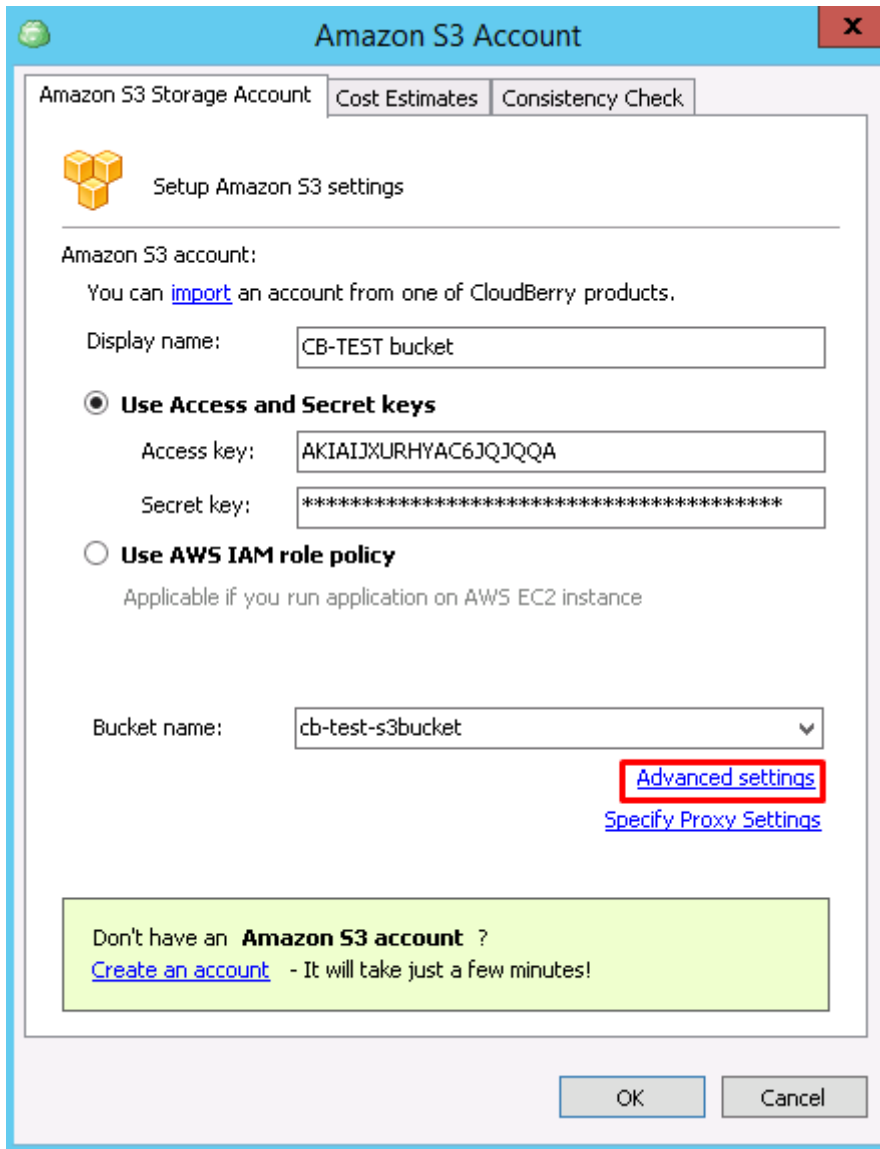 Amazon S3 Account
X
Amazon S3 Storage Account Cost Estimates Consistency Check
Setup Amazon S3 settings
Amazon S3 account:
You can import an account from one of CloudBerry products.
Display name: CB-TEST bucket
Use Access and Secret keys
Access key: AKIAIJXURHYAC6JQJQQA
Secret key: ****************************************
Use AWS IAM role policy
Applicable if you run application on AWS EC2 instance
Bucket name: cb-test-s3bucket
Advanced settings
Specify Proxy Settings
Don't have an Amazon S3 account ?
Create an account - It will take just a few minutes!
OK Cancel